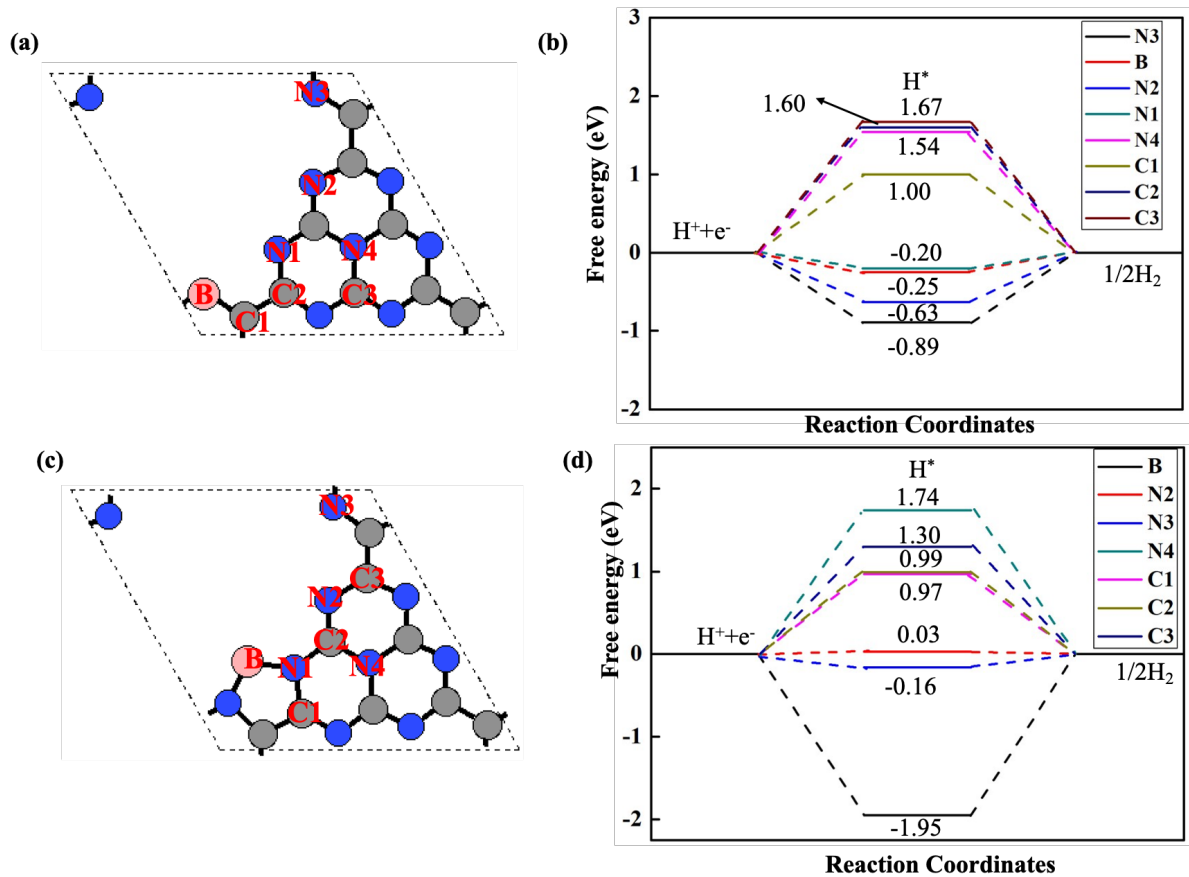 (a)
N3
N2
N1
N4
B
C2
C3
C1
(b)
3
2
1
0
-1
-2
Free energy (eV)
Reaction Coordinates
H*
1.60
1.67
1.54
1.00
H⁺+e⁻
-0.20
-0.25
-0.63
-0.89
1/2H₂
N3
B
N2
N1
N4
C1
C2
C3
(c)
N3
C3
N2
C2
B
N1
N4
C1
(d)
2
1
0
-1
-2
Free energy (eV)
Reaction Coordinates
H*
1.74
1.30
0.99
0.97
H⁺+e⁻
0.03
-0.16
1/2H₂
-1.95
B
N2
N3
N4
C1
C2
C3